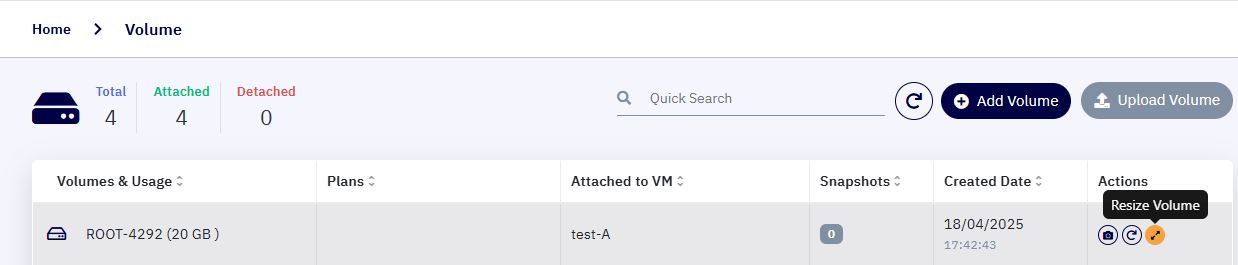 Home > Volume
Total Attached Detached
4 4 0
Quick Search
Add Volume
Upload Volume
Volumes & Usage Plans Attached to VM Snapshots Created Date Actions
Resize Volume
ROOT-4292 (20 GB ) test-A 0 18/04/2025
17:42:43